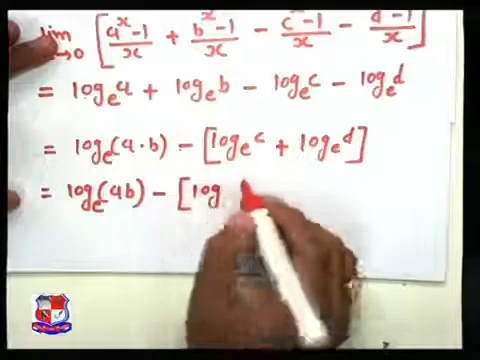 lim x→0 [ (a^x-1)/x + (b^x-1)/x - (c^x-1)/x - (d^x-1)/x ]
= log_e a + log_e b - log_e c - log_e d
= log_e (a·b) - [log_e c + log_e d]
= log_e (ab) - [log